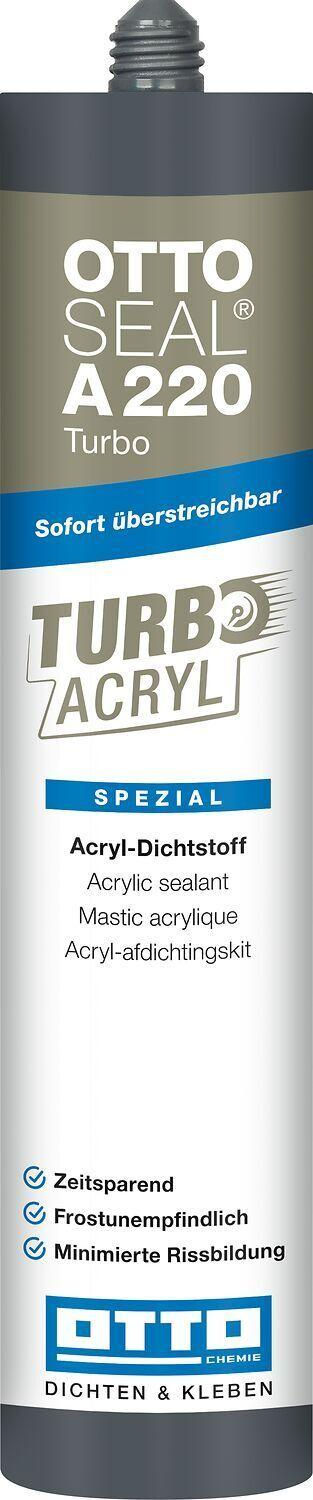 OTTO
SEAL®
A 220
Turbo
Sofort überstreichbar
TURBO
ACRYL
SPEZIAL
Acryl-Dichtstoff
Acrylic sealant
Mastic acrylique
Acryl-afdichtingskit
Zeitsparend
Frostunempfindlich
Minimierte Rissbildung
OTTO
CHEMIE
DICHTEN & KLEBEN